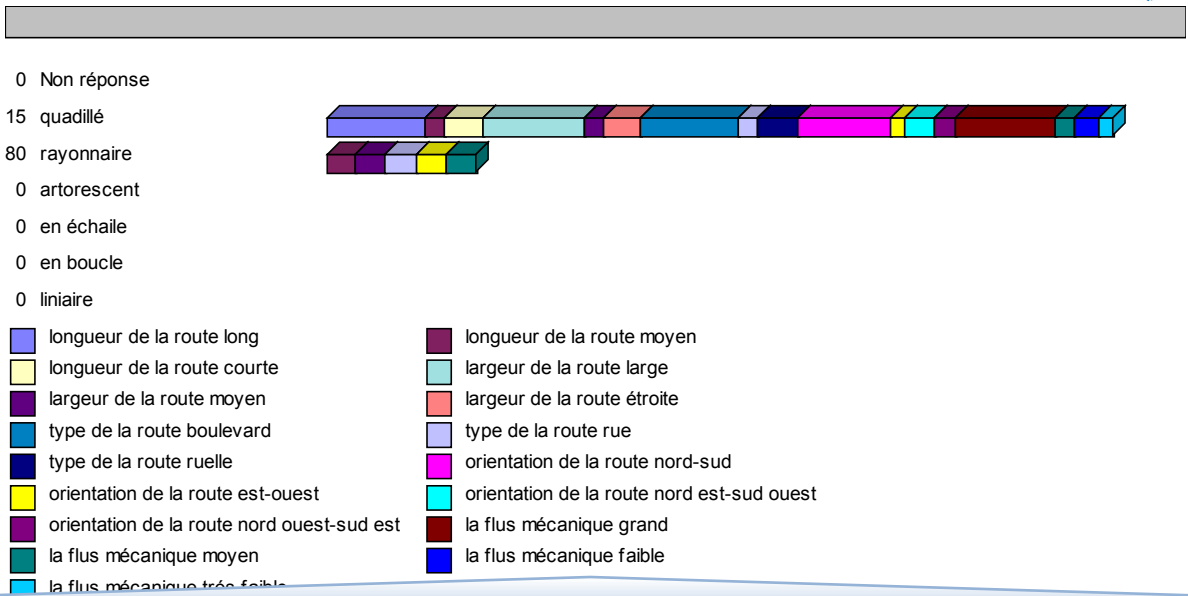 0 Non réponse
15 quadillé
80 rayonnaire
0 artorescent
0 en échaile
0 en boucle
0 liniaire
longueur de la route long
longueur de la route moyen
longueur de la route courte
largeur de la route large
largeur de la route moyen
largeur de la route étroite
type de la route boulevard
type de la route rue
type de la route ruelle
orientation de la route nord-sud
orientation de la route est-ouest
orientation de la route nord est-sud ouest
orientation de la route nord ouest-sud est
la flus mécanique grand
la flus mécanique moyen
la flus mécanique faible
la flus mécanique trés faible